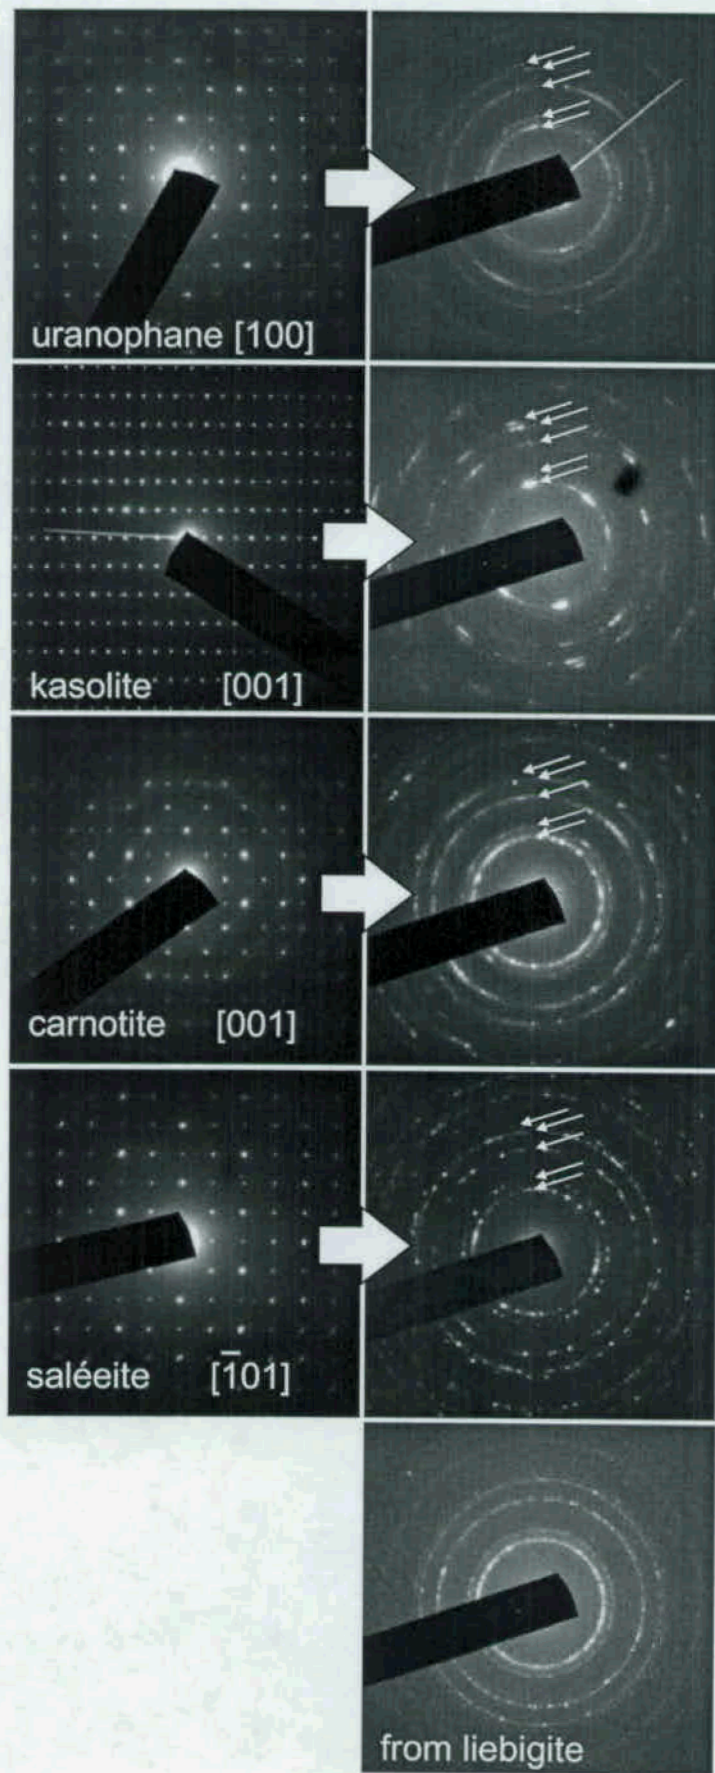 uranophane [100]
kasolite [001]
carnotite [001]
saléeite [1̄01]
from liebigite